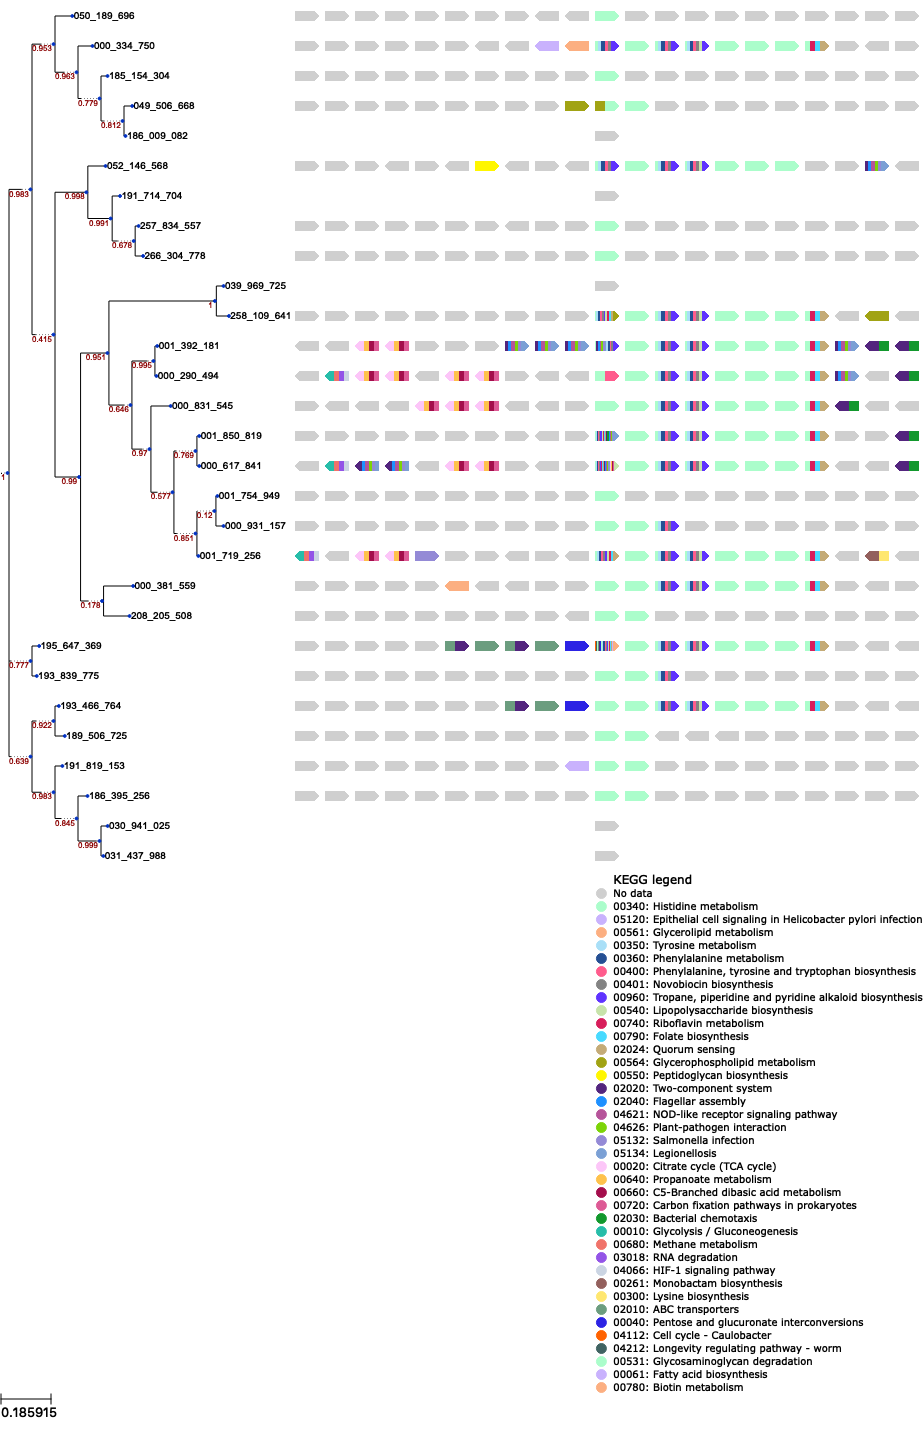 050_189_696
0.953
000_334_750
0.963
185_154_304
0.779
049_506_668
0.812
186_009_082
052_146_568
0.983
0.998
191_714_704
0.991
257_834_557
0.678
266_304_778
039_969_725
1
258_109_641
0.415
001_392_181
0.951
0.995
000_290_494
000_831_545
0.646
001_850_819
0.97
0.769
000_617_841
1
0.99
0.577
001_754_949
0.12
000_931_157
0.851
001_719_256
000_381_559
0.178
208_205_508
195_647_369
0.777
193_839_775
193_466_764
0.922
189_506_725
0.639
191_819_153
0.983
186_395_256
0.845
030_941_025
0.999
031_437_988
KEGG legend
No data
00340: Histidine metabolism
05120: Epithelial cell signaling in Helicobacter pylori infection
00561: Glycerolipid metabolism
00350: Tyrosine metabolism
00360: Phenylalanine metabolism
00400: Phenylalanine, tyrosine and tryptophan biosynthesis
00401: Novobiocin biosynthesis
00960: Tropane, piperidine and pyridine alkaloid biosynthesis
00540: Lipopolysaccharide biosynthesis
00740: Riboflavin metabolism
00790: Folate biosynthesis
02024: Quorum sensing
00564: Glycerophospholipid metabolism
00550: Peptidoglycan biosynthesis
02020: Two-component system
02040: Flagellar assembly
04621: NOD-like receptor signaling pathway
04626: Plant-pathogen interaction
05132: Salmonella infection
05134: Legionellosis
00020: Citrate cycle (TCA cycle)
00640: Propanoate metabolism
00660: C5-Branched dibasic acid metabolism
00720: Carbon fixation pathways in prokaryotes
02030: Bacterial chemotaxis
00010: Glycolysis / Gluconeogenesis
00680: Methane metabolism
03018: RNA degradation
04066: HIF-1 signaling pathway
00261: Monobactam biosynthesis
00300: Lysine biosynthesis
02010: ABC transporters
00040: Pentose and glucuronate interconversions
04112: Cell cycle - Caulobacter
04212: Longevity regulating pathway - worm
00531: Glycosaminoglycan degradation
00061: Fatty acid biosynthesis
00780: Biotin metabolism
0.185915